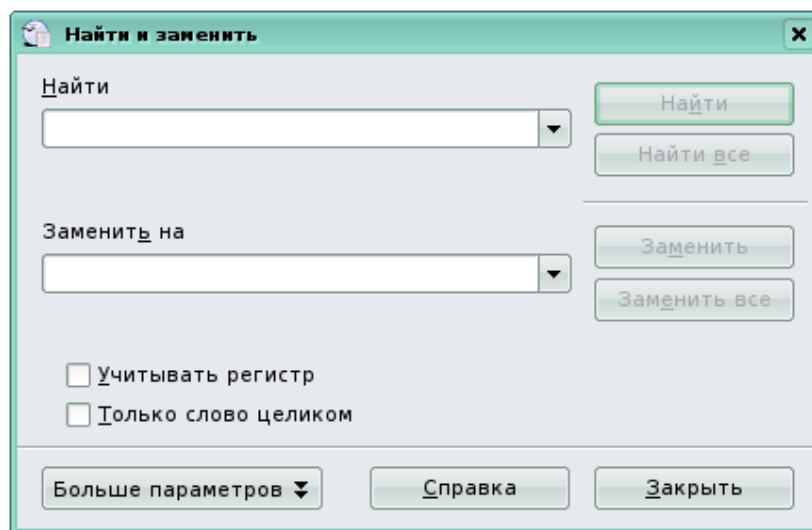 Найти и заменить
Найти
Найти
Найти все
Заменить на
Заменить
Заменить все
Учитывать регистр
Только слово целиком
Больше параметров
Справка
Закрыть